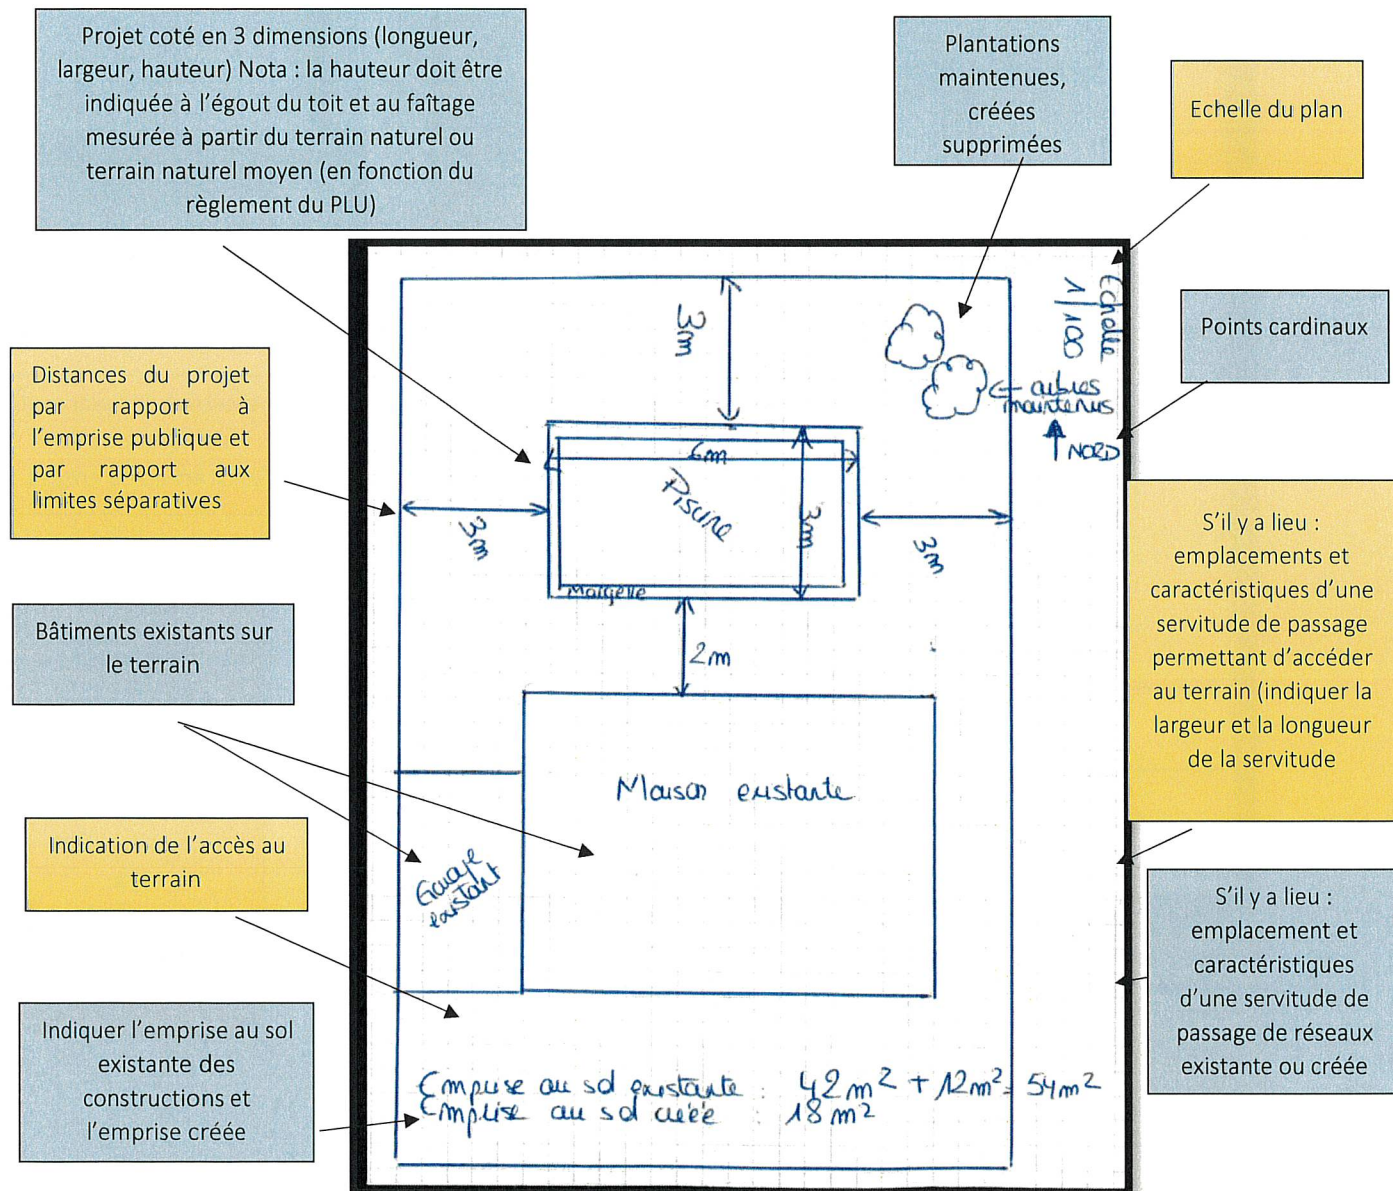 Projet coté en 3 dimensions (longueur,
largeur, hauteur) Nota : la hauteur doit être
indiquée à l'égout du toit et au faîtage
mesurée à partir du terrain naturel ou
terrain naturel moyen (en fonction du
règlement du PLU)
Plantations
maintenues,
créées
supprimées
Echelle du plan
Echelle
1/100
Points cardinaux
3m
← arbres
maintenus
NORD
Distances du projet
par rapport à
l'emprise publique et
par rapport aux
limites séparatives
6m
Piscine
3m
3m
3m
Margelle
2m
S'il y a lieu :
emplacements et
caractéristiques d'une
servitude de passage
permettant d'accéder
au terrain (indiquer la
largeur et la longueur
de la servitude
Bâtiments existants sur
le terrain
Maison existante
Garage
existant
Indication de l'accès au
terrain
S'il y a lieu :
emplacement et
caractéristiques
d'une servitude de
passage de réseaux
existante ou créée
Indiquer l'emprise au sol
existante des
constructions et
l'emprise créée
Emprise au sol existante : 42m² + 12m² = 54m²
Emprise au sol créée : 18m²